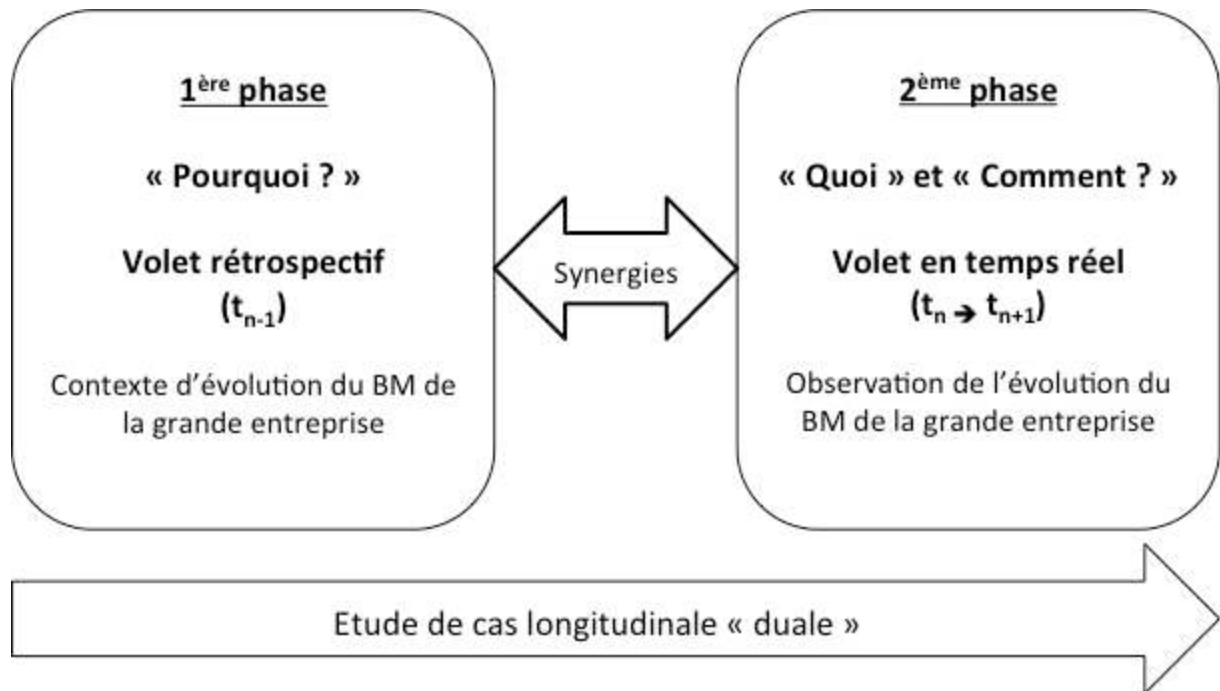 1ère phase
« Pourquoi ? »
Volet rétrospectif
(tn-1)
Contexte d’évolution du BM de
la grande entreprise
Synergies
2ème phase
« Quoi » et « Comment ? »
Volet en temps réel
(tn ➔ tn+1)
Observation de l’évolution du
BM de la grande entreprise
Etude de cas longitudinale « duale »